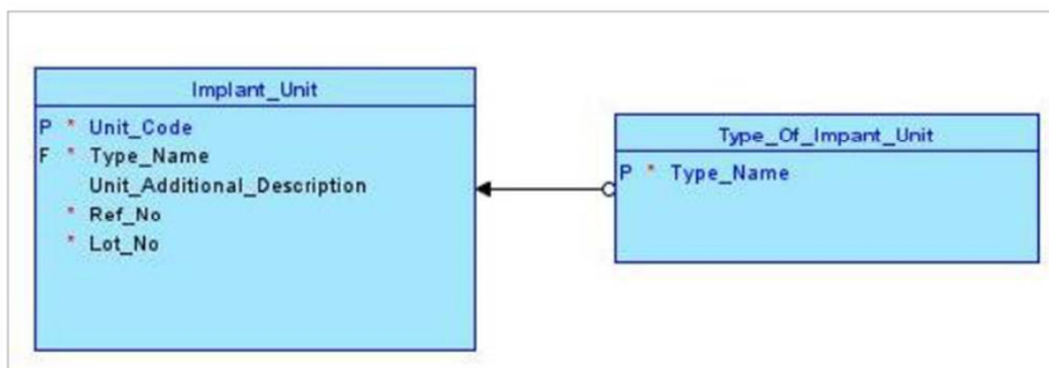 Implant_Unit
P * Unit_Code
F * Type_Name
Unit_Additional_Description
* Ref_No
* Lot_No
Type_Of_Impant_Unit
P * Type_Name